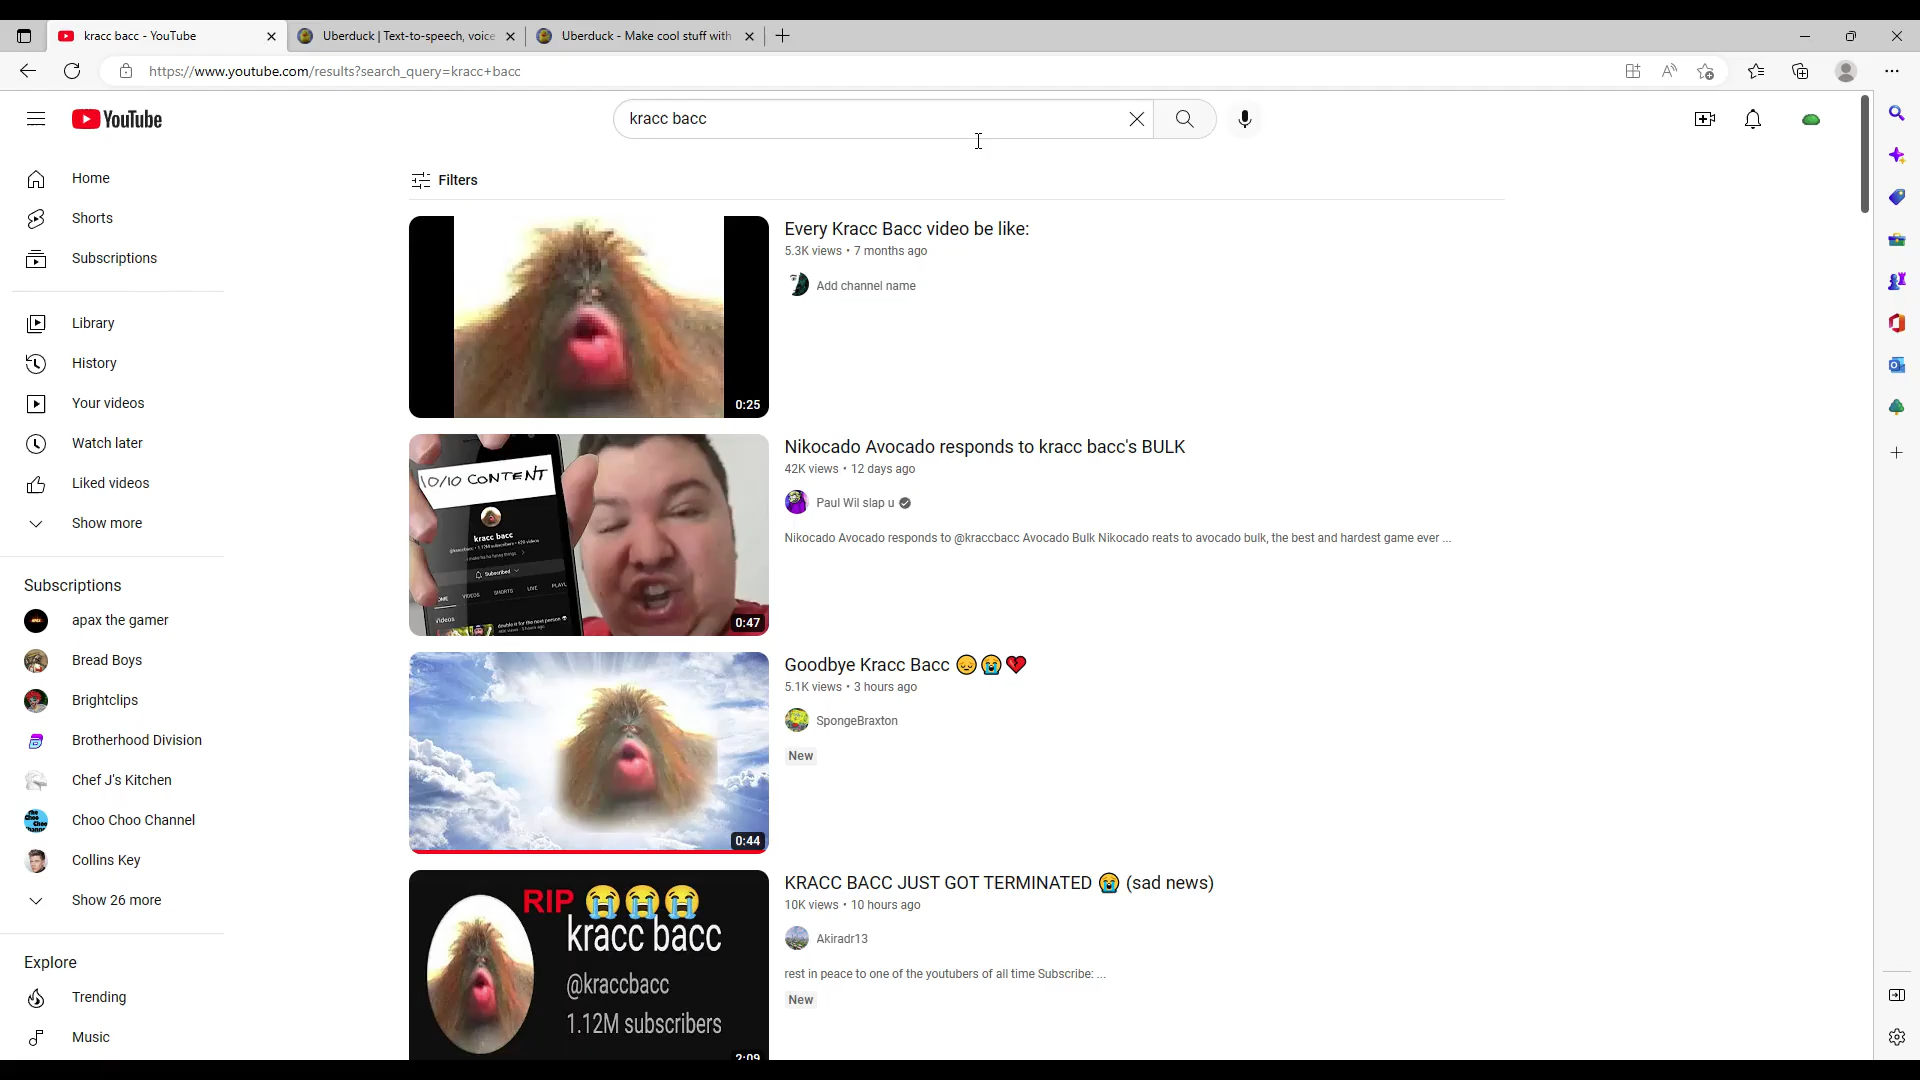 kracc bacc - YouTube
Uberduck | Text-to-speech, voice
Uberduck - Make cool stuff with
https://www.youtube.com/results?search_query=kracc+bacc
YouTube
kracc bacc
Home
Shorts
Subscriptions
Library
History
Your videos
Watch later
Liked videos
Show more
Subscriptions
apax the gamer
Bread Boys
Brightclips
Brotherhood Division
Chef J's Kitchen
Choo Choo Channel
Collins Key
Show 26 more
Explore
Trending
Music
Filters
0:25
Every Kracc Bacc video be like:
5.3K views • 7 months ago
Add channel name
10/10 CONTENT
kracc bacc
Subscribed
VIDEOS SHORTS LIVE
0:47
Nikocado Avocado responds to kracc bacc's BULK
42K views • 12 days ago
Paul Wil slap u
Nikocado Avocado responds to @kraccbacc Avocado Bulk Nikocado reats to avocado bulk, the best and hardest game ever ...
0:44
Goodbye Kracc Bacc 😔😭💔
5.1K views • 3 hours ago
SpongeBraxton
New
RIP 😭😭😭
kracc bacc
@kraccbacc
1.12M subscribers
2:09
KRACC BACC JUST GOT TERMINATED 😭 (sad news)
10K views • 10 hours ago
Akiradr13
rest in peace to one of the youtubers of all time Subscribe: ...
New